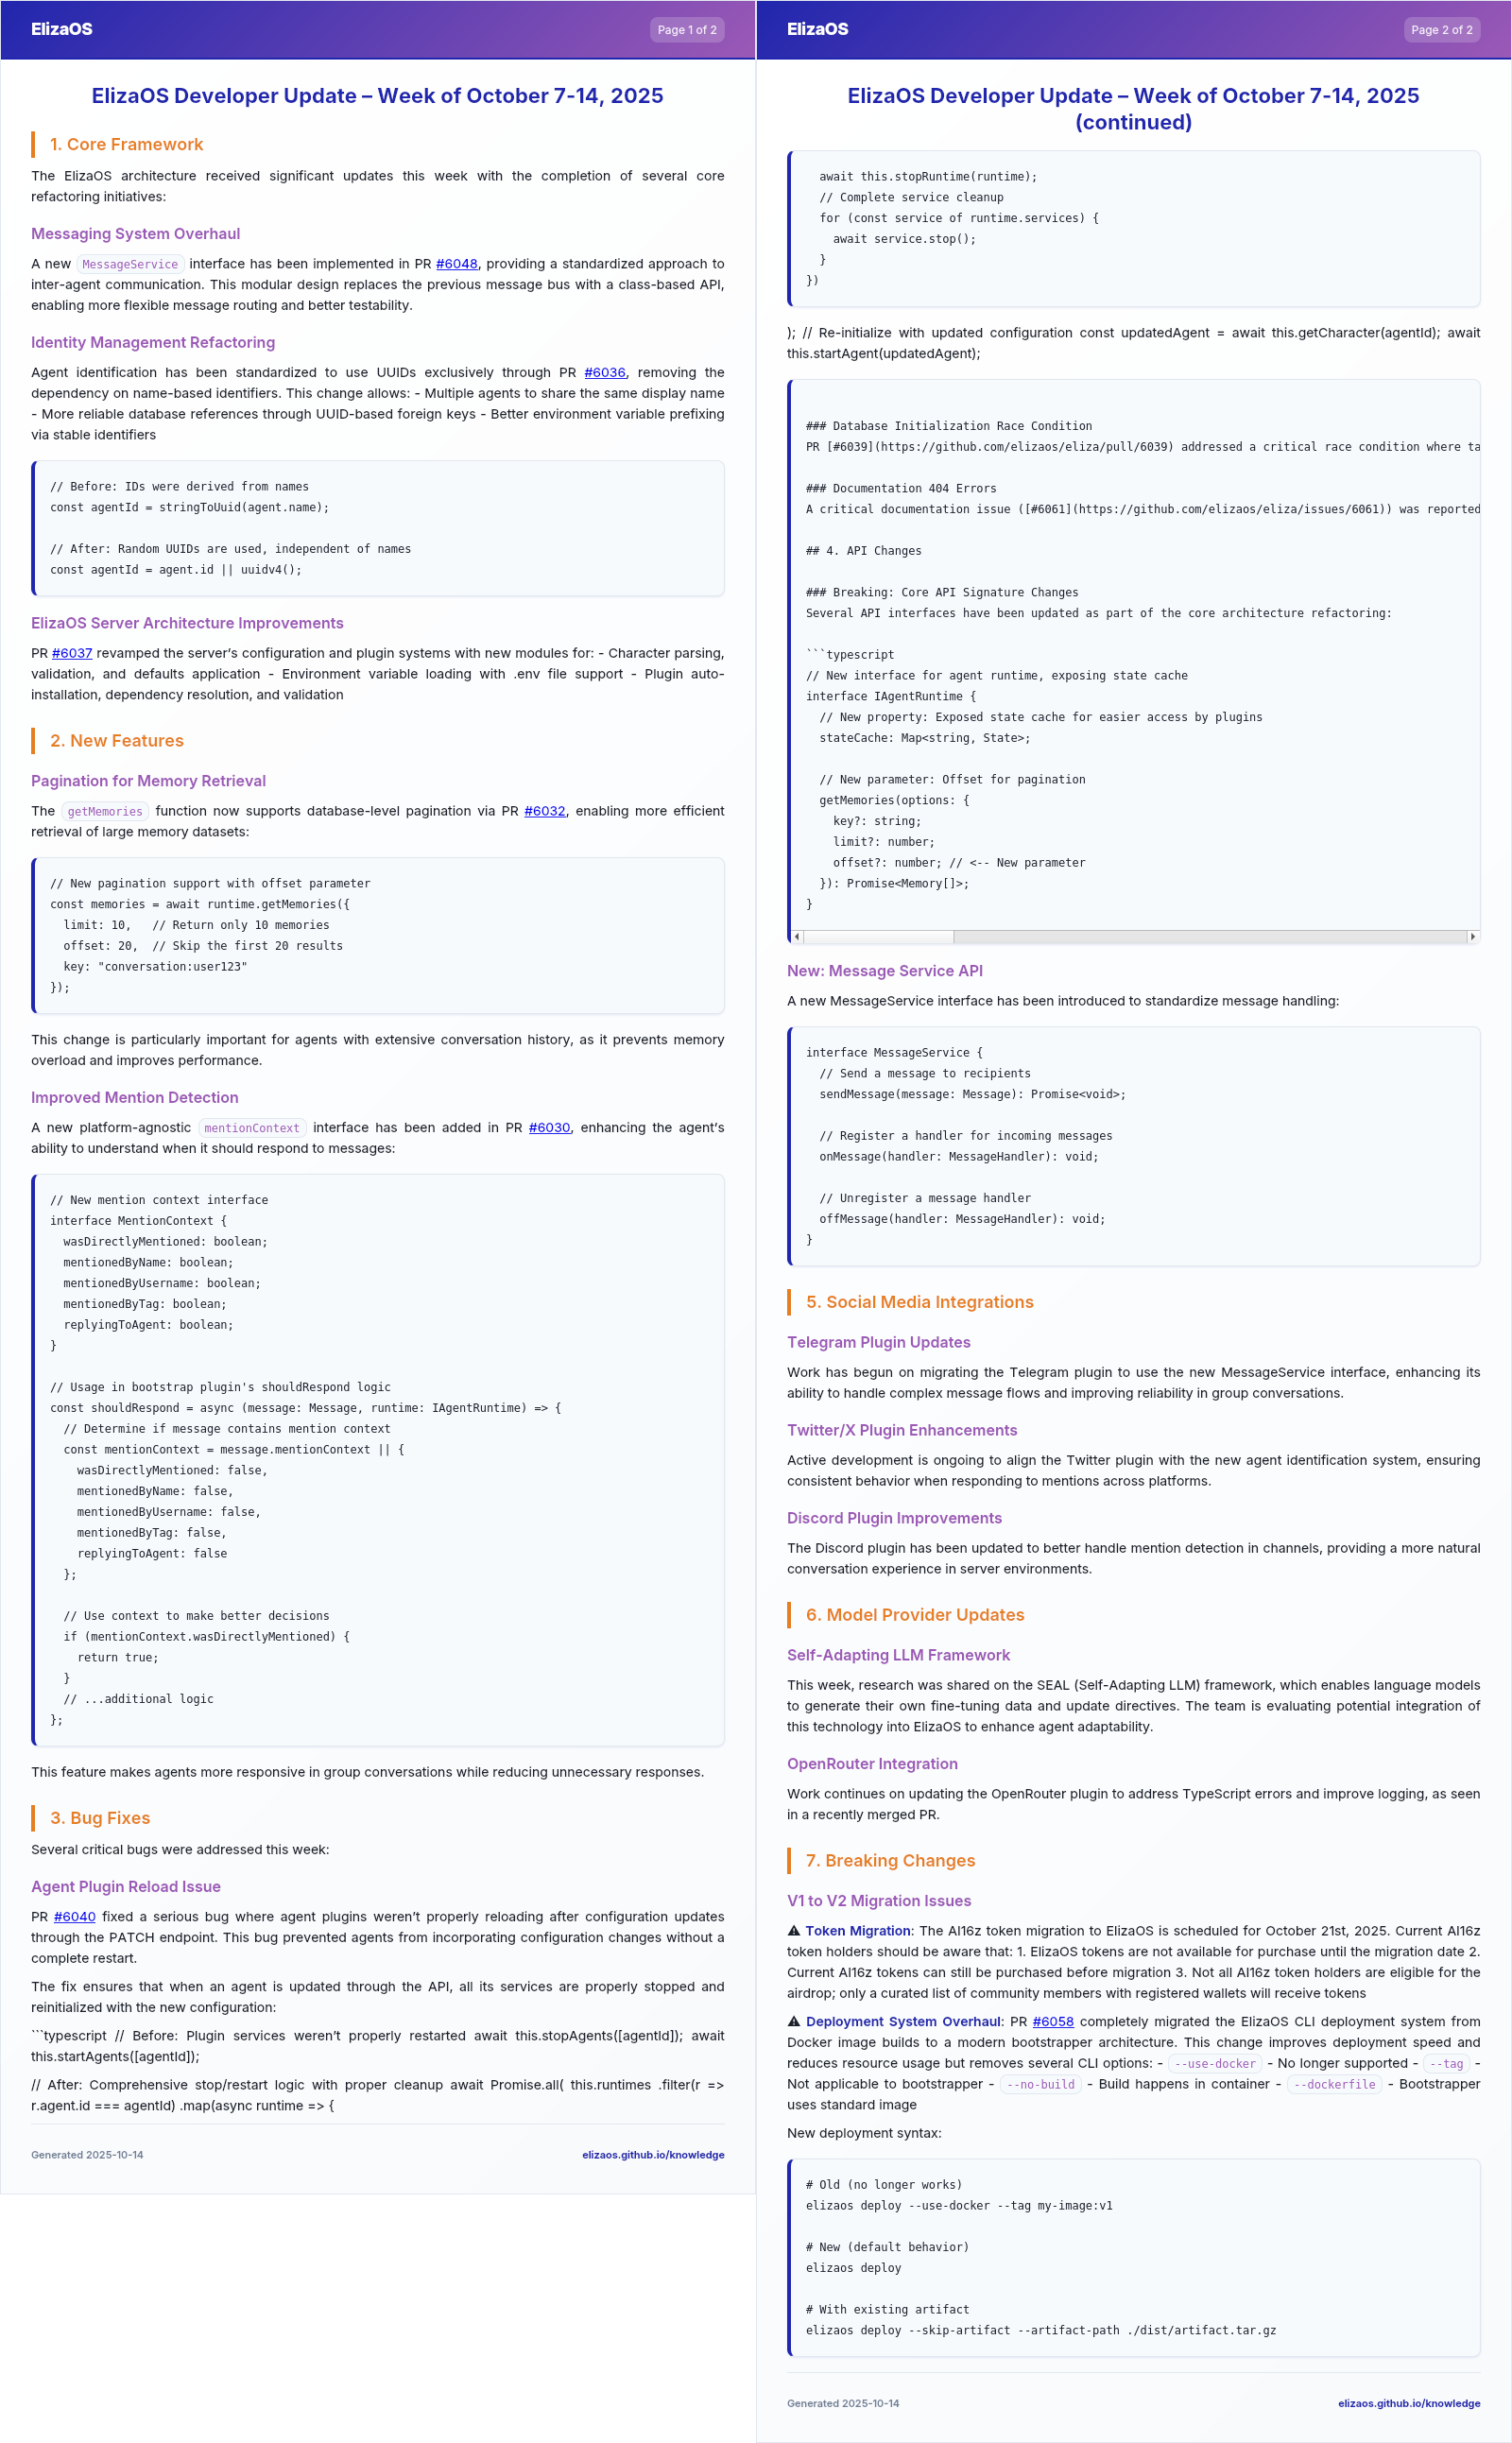 ElizaOS
Page 1 of 2
ElizaOS Developer Update – Week of October 7-14, 2025
1. Core Framework
The ElizaOS architecture received significant updates this week with the completion of several core
refactoring initiatives:
Messaging System Overhaul
A new MessageService interface has been implemented in PR #6048, providing a standardized approach to
inter-agent communication. This modular design replaces the previous message bus with a class-based API,
enabling more flexible message routing and better testability.
Identity Management Refactoring
Agent identification has been standardized to use UUIDs exclusively through PR #6036, removing the
dependency on name-based identifiers. This change allows: - Multiple agents to share the same display name
- More reliable database references through UUID-based foreign keys - Better environment variable prefixing
via stable identifiers
// Before: IDs were derived from names
const agentId = stringToUuid(agent.name);
// After: Random UUIDs are used, independent of names
const agentId = agent.id || uuidv4();
ElizaOS Server Architecture Improvements
PR #6037 revamped the server's configuration and plugin systems with new modules for: - Character parsing,
validation, and defaults application - Environment variable loading with .env file support - Plugin auto-
installation, dependency resolution, and validation
2. New Features
Pagination for Memory Retrieval
The getMemories function now supports database-level pagination via PR #6032, enabling more efficient
retrieval of large memory datasets:
// New pagination support with offset parameter
const memories = await runtime.getMemories({
  limit: 10,   // Return only 10 memories
  offset: 20,  // Skip the first 20 results
  key: "conversation:user123"
});
This change is particularly important for agents with extensive conversation history, as it prevents memory
overload and improves performance.
Improved Mention Detection
A new platform-agnostic mentionContext interface has been added in PR #6030, enhancing the agent's
ability to understand when it should respond to messages:
// New mention context interface
interface MentionContext {
  wasDirectlyMentioned: boolean;
  mentionedByName: boolean;
  mentionedByUsername: boolean;
  mentionedByTag: boolean;
  replyingToAgent: boolean;
}
// Usage in bootstrap plugin's shouldRespond logic
const shouldRespond = async (message: Message, runtime: IAgentRuntime) => {
  // Determine if message contains mention context
  const mentionContext = message.mentionContext || {
    wasDirectlyMentioned: false,
    mentionedByName: false,
    mentionedByUsername: false,
    mentionedByTag: false,
    replyingToAgent: false
  };
  // Use context to make better decisions
  if (mentionContext.wasDirectlyMentioned) {
    return true;
  }
  // ...additional logic
};
This feature makes agents more responsive in group conversations while reducing unnecessary responses.
3. Bug Fixes
Several critical bugs were addressed this week:
Agent Plugin Reload Issue
PR #6040 fixed a serious bug where agent plugins weren't properly reloading after configuration updates
through the PATCH endpoint. This bug prevented agents from incorporating configuration changes without a
complete restart.
The fix ensures that when an agent is updated through the API, all its services are properly stopped and
reinitialized with the new configuration:
```typescript // Before: Plugin services weren't properly restarted await this.stopAgents([agentId]); await
this.startAgents([agentId]);
// After: Comprehensive stop/restart logic with proper cleanup await Promise.all( this.runtimes .filter(r =>
r.agent.id === agentId) .map(async runtime => {
Generated 2025-10-14
elizaos.github.io/knowledge
ElizaOS
Page 2 of 2
ElizaOS Developer Update – Week of October 7-14, 2025
(continued)
  await this.stopRuntime(runtime);
  // Complete service cleanup
  for (const service of runtime.services) {
    await service.stop();
  }
})
); // Re-initialize with updated configuration const updatedAgent = await this.getCharacter(agentId); await
this.startAgent(updatedAgent);
### Database Initialization Race Condition
PR [#6039](https://github.com/elizaos/eliza/pull/6039) addressed a critical race condition where ta
### Documentation 404 Errors
A critical documentation issue ([#6061](https://github.com/elizaos/eliza/issues/6061)) was reported
## 4. API Changes
### Breaking: Core API Signature Changes
Several API interfaces have been updated as part of the core architecture refactoring:
```typescript
// New interface for agent runtime, exposing state cache
interface IAgentRuntime {
  // New property: Exposed state cache for easier access by plugins
  stateCache: Map<string, State>;
  // New parameter: Offset for pagination
  getMemories(options: {
    key?: string;
    limit?: number;
    offset?: number; // <-- New parameter
  }): Promise<Memory[]>;
}
New: Message Service API
A new MessageService interface has been introduced to standardize message handling:
interface MessageService {
  // Send a message to recipients
  sendMessage(message: Message): Promise<void>;
  // Register a handler for incoming messages
  onMessage(handler: MessageHandler): void;
  // Unregister a message handler
  offMessage(handler: MessageHandler): void;
}
5. Social Media Integrations
Telegram Plugin Updates
Work has begun on migrating the Telegram plugin to use the new MessageService interface, enhancing its
ability to handle complex message flows and improving reliability in group conversations.
Twitter/X Plugin Enhancements
Active development is ongoing to align the Twitter plugin with the new agent identification system, ensuring
consistent behavior when responding to mentions across platforms.
Discord Plugin Improvements
The Discord plugin has been updated to better handle mention detection in channels, providing a more natural
conversation experience in server environments.
6. Model Provider Updates
Self-Adapting LLM Framework
This week, research was shared on the SEAL (Self-Adapting LLM) framework, which enables language models
to generate their own fine-tuning data and update directives. The team is evaluating potential integration of
this technology into ElizaOS to enhance agent adaptability.
OpenRouter Integration
Work continues on updating the OpenRouter plugin to address TypeScript errors and improve logging, as seen
in a recently merged PR.
7. Breaking Changes
V1 to V2 Migration Issues
⚠ Token Migration: The AI16z token migration to ElizaOS is scheduled for October 21st, 2025. Current AI16z
token holders should be aware that: 1. ElizaOS tokens are not available for purchase until the migration date 2.
Current AI16z tokens can still be purchased before migration 3. Not all AI16z token holders are eligible for the
airdrop; only a curated list of community members with registered wallets will receive tokens
⚠ Deployment System Overhaul: PR #6058 completely migrated the ElizaOS CLI deployment system from
Docker image builds to a modern bootstrapper architecture. This change improves deployment speed and
reduces resource usage but removes several CLI options: - --use-docker - No longer supported - --tag -
Not applicable to bootstrapper - --no-build - Build happens in container - --dockerfile - Bootstrapper
uses standard image
New deployment syntax:
# Old (no longer works)
elizaos deploy --use-docker --tag my-image:v1
# New (default behavior)
elizaos deploy
# With existing artifact
elizaos deploy --skip-artifact --artifact-path ./dist/artifact.tar.gz
Generated 2025-10-14
elizaos.github.io/knowledge